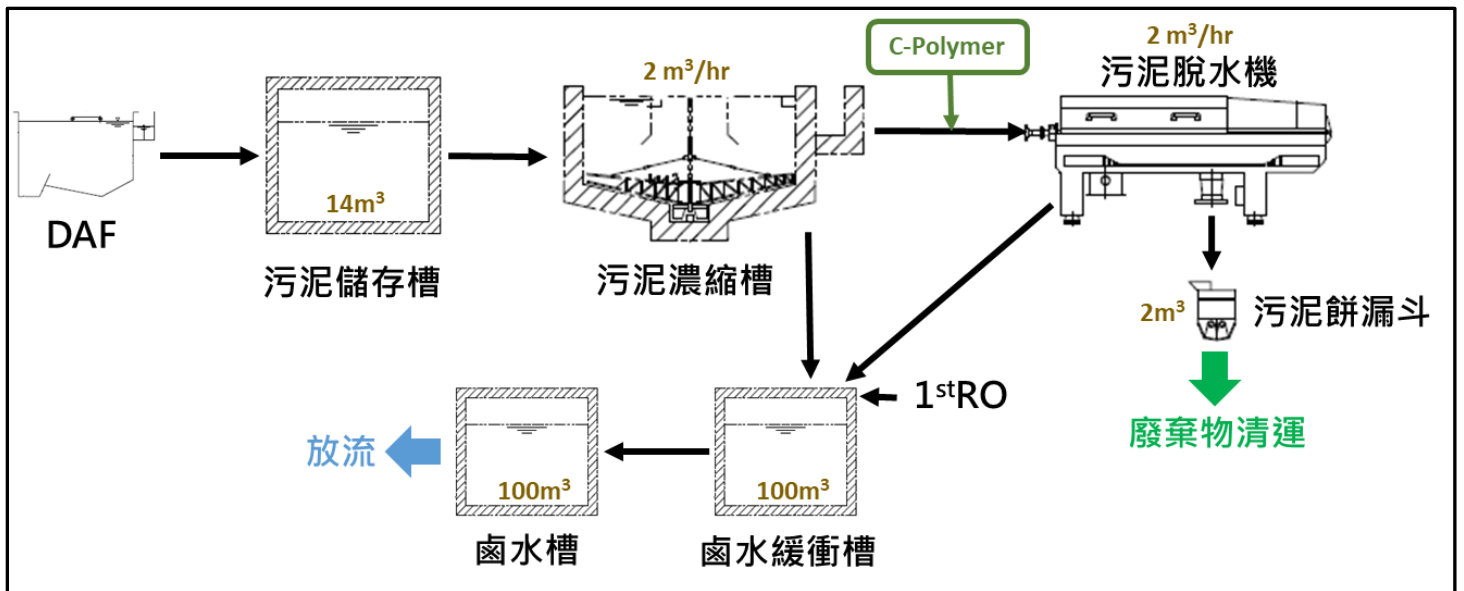 C-Polymer
2 m³/hr
污泥脫水機
2 m³/hr
14m³
DAF
污泥儲存槽
污泥濃縮槽
2m³
污泥餅漏斗
1ˢᵗRO
廢棄物清運
放流
100m³
100m³
鹵水槽
鹵水緩衝槽